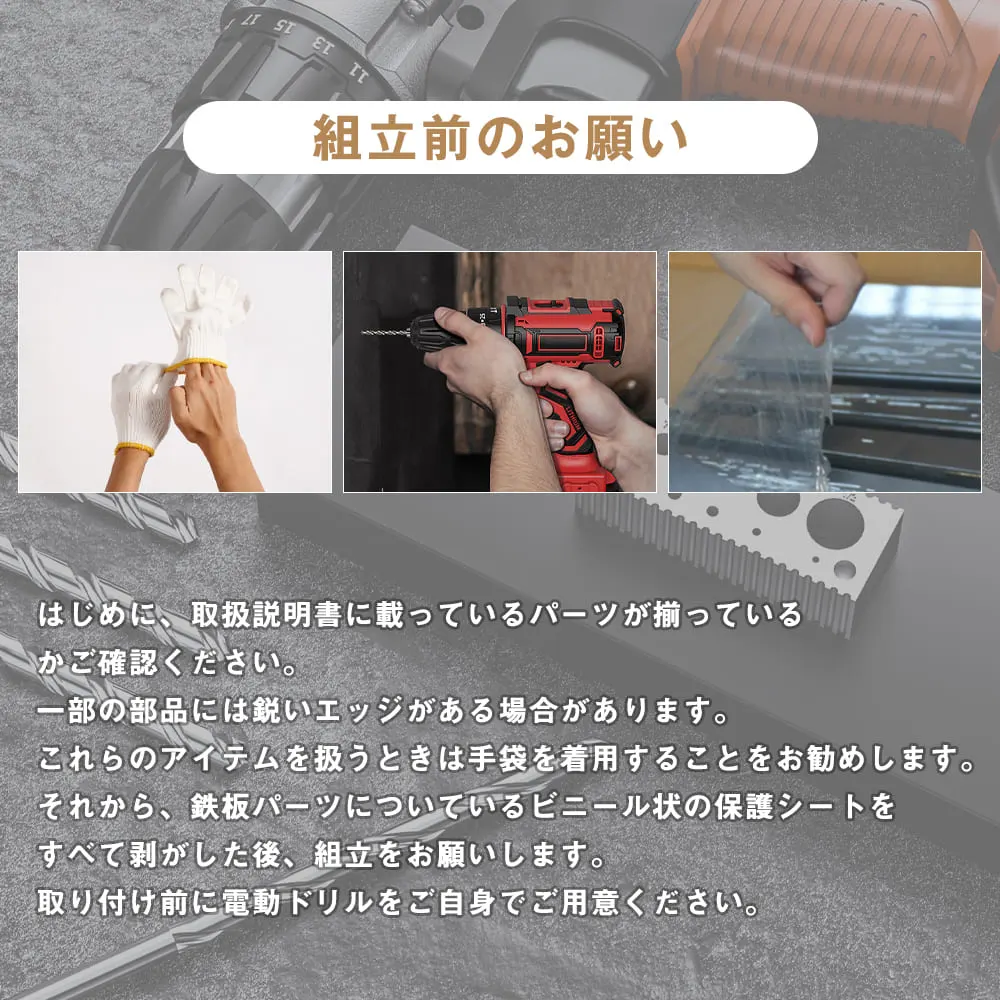 17 15 13 11
組立前のお願い
はじめに、取扱説明書に載っているパーツが揃っている
かご確認ください。
一部の部品には鋭いエッジがある場合があります。
これらのアイテムを扱うときは手袋を着用することをお勧めします。
それから、鉄板パーツについているビニール状の保護シートを
すべて剥がした後、組立をお願いします。
取り付け前に電動ドリルをご自身でご用意ください。